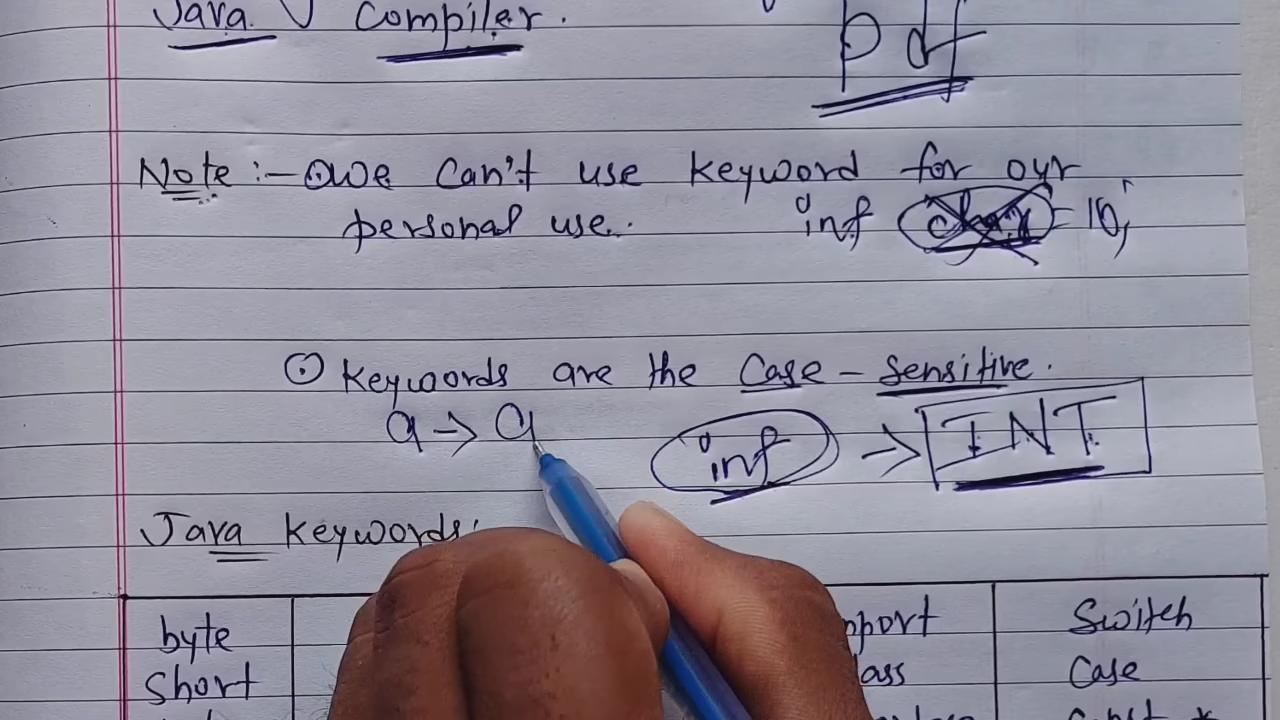 Java Compiler.
pdf
Note:- we can't use keyword for our
personal use. int char = 10;
Keywords are the Case-Sensitive.
a → a int → INT
Java Keywords:
byte Switch
Short Case